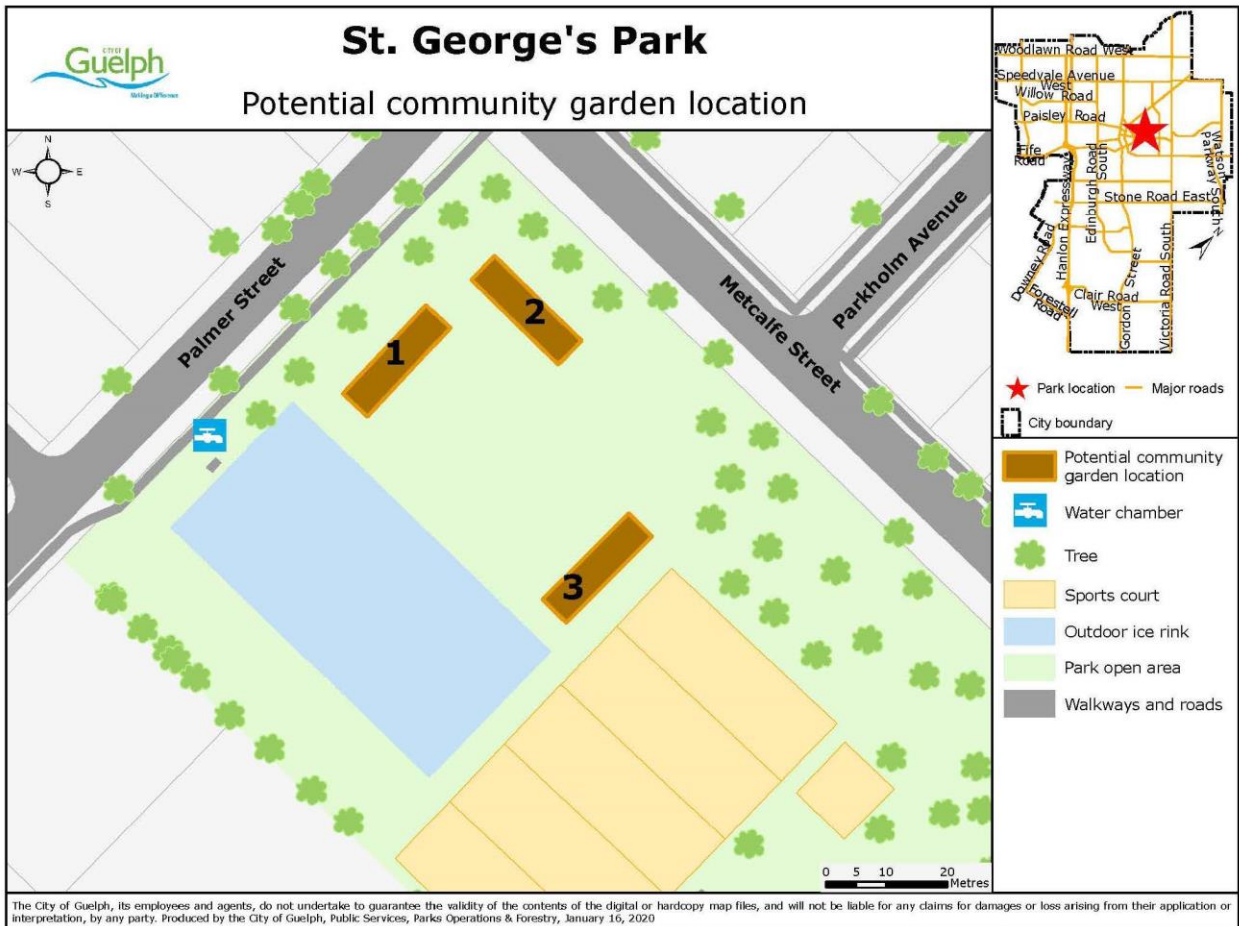 CITY OF
Guelph
Making a Difference
St. George's Park
Potential community garden location
N
W
E
S
Palmer Street
Metcalfe Street
Parkholm Avenue
1
2
3
0 5 10 20
Metres
Woodlawn Road West
Speedvale Avenue
West
Willow Road
Paisley Road
Fife
Road
Hanlon Expressway
Edinburgh Road
South
Watson
Parkway South
Stone Road East
N
Downey Road
Forestell
Road
Clair Road
West
Gordon Street
Victoria Road South
Park location
Major roads
City boundary
Potential community
garden location
Water chamber
Tree
Sports court
Outdoor ice rink
Park open area
Walkways and roads
The City of Guelph, its employees and agents, do not undertake to guarantee the validity of the contents of the digital or hardcopy map files, and will not be liable for any claims for damages or loss arising from their application or
interpretation, by any party. Produced by the City of Guelph, Public Services, Parks Operations & Forestry, January 16, 2020